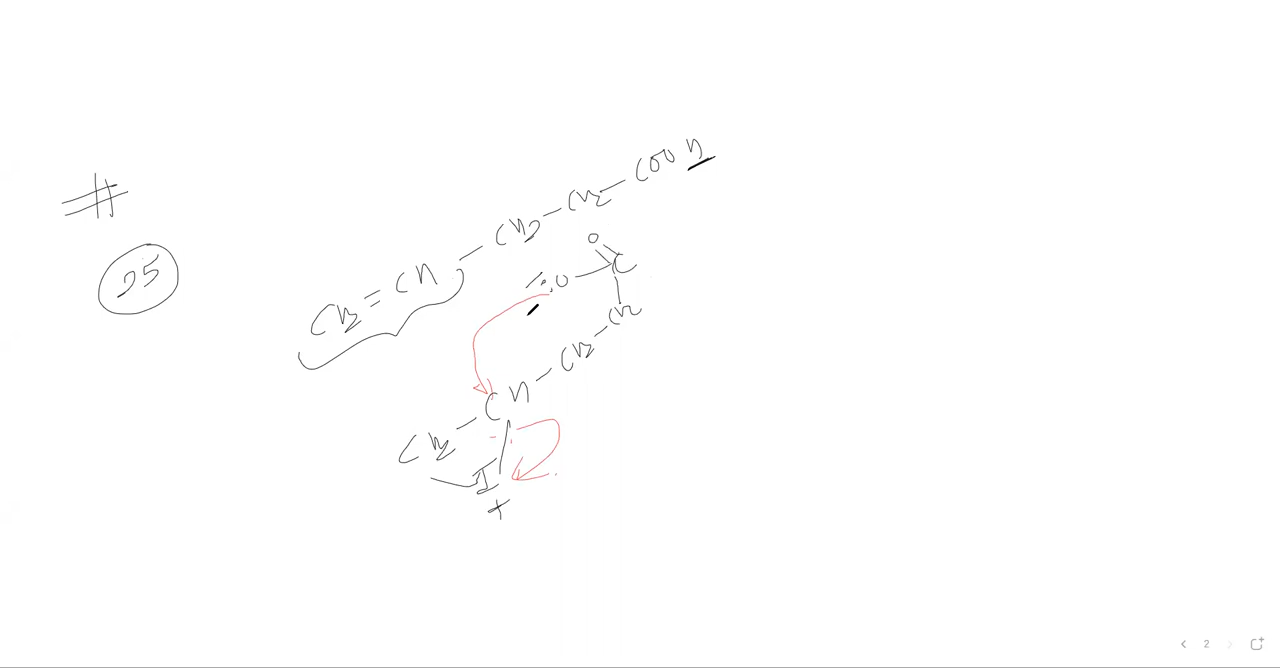 #
25
CH2 = CH - CH2 - CH2 - COOH
O
-:O - C
CH2
CH2 - CH - CH2 -
I
+
2